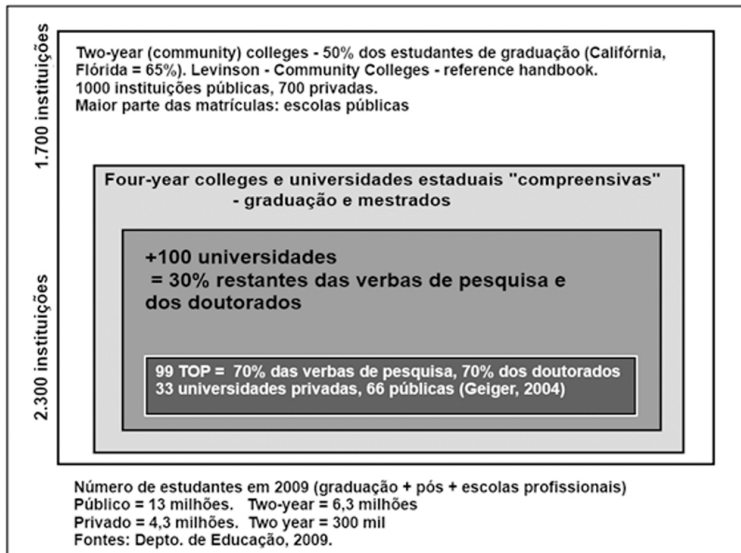 1.700 instituições
Two-year (community) colleges - 50% dos estudantes de graduação (Califórnia,
Flórida = 65%). Levinson - Community Colleges - reference handbook.
1000 instituições públicas, 700 privadas.
Maior parte das matrículas: escolas públicas
2.300 instituições
Four-year colleges e universidades estaduais "compreensivas"
- graduação e mestrados
+100 universidades
= 30% restantes das verbas de pesquisa e
dos doutorados
99 TOP = 70% das verbas de pesquisa, 70% dos doutorados
33 universidades privadas, 66 públicas (Geiger, 2004)
Número de estudantes em 2009 (graduação + pós + escolas profissionais)
Público = 13 milhões. Two-year = 6,3 milhões
Privado = 4,3 milhões. Two year = 300 mil
Fontes: Depto. de Educação, 2009.